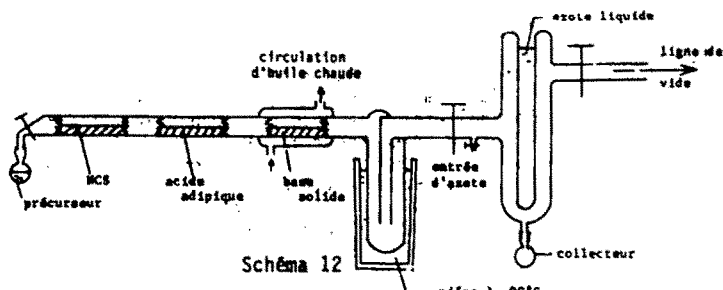 azote liquide
circulation
d'huile chaude
ligne de
vide
NCS
acide
adipique
base
solide
entrée
d'azote
précurseur
collecteur
Schéma 12